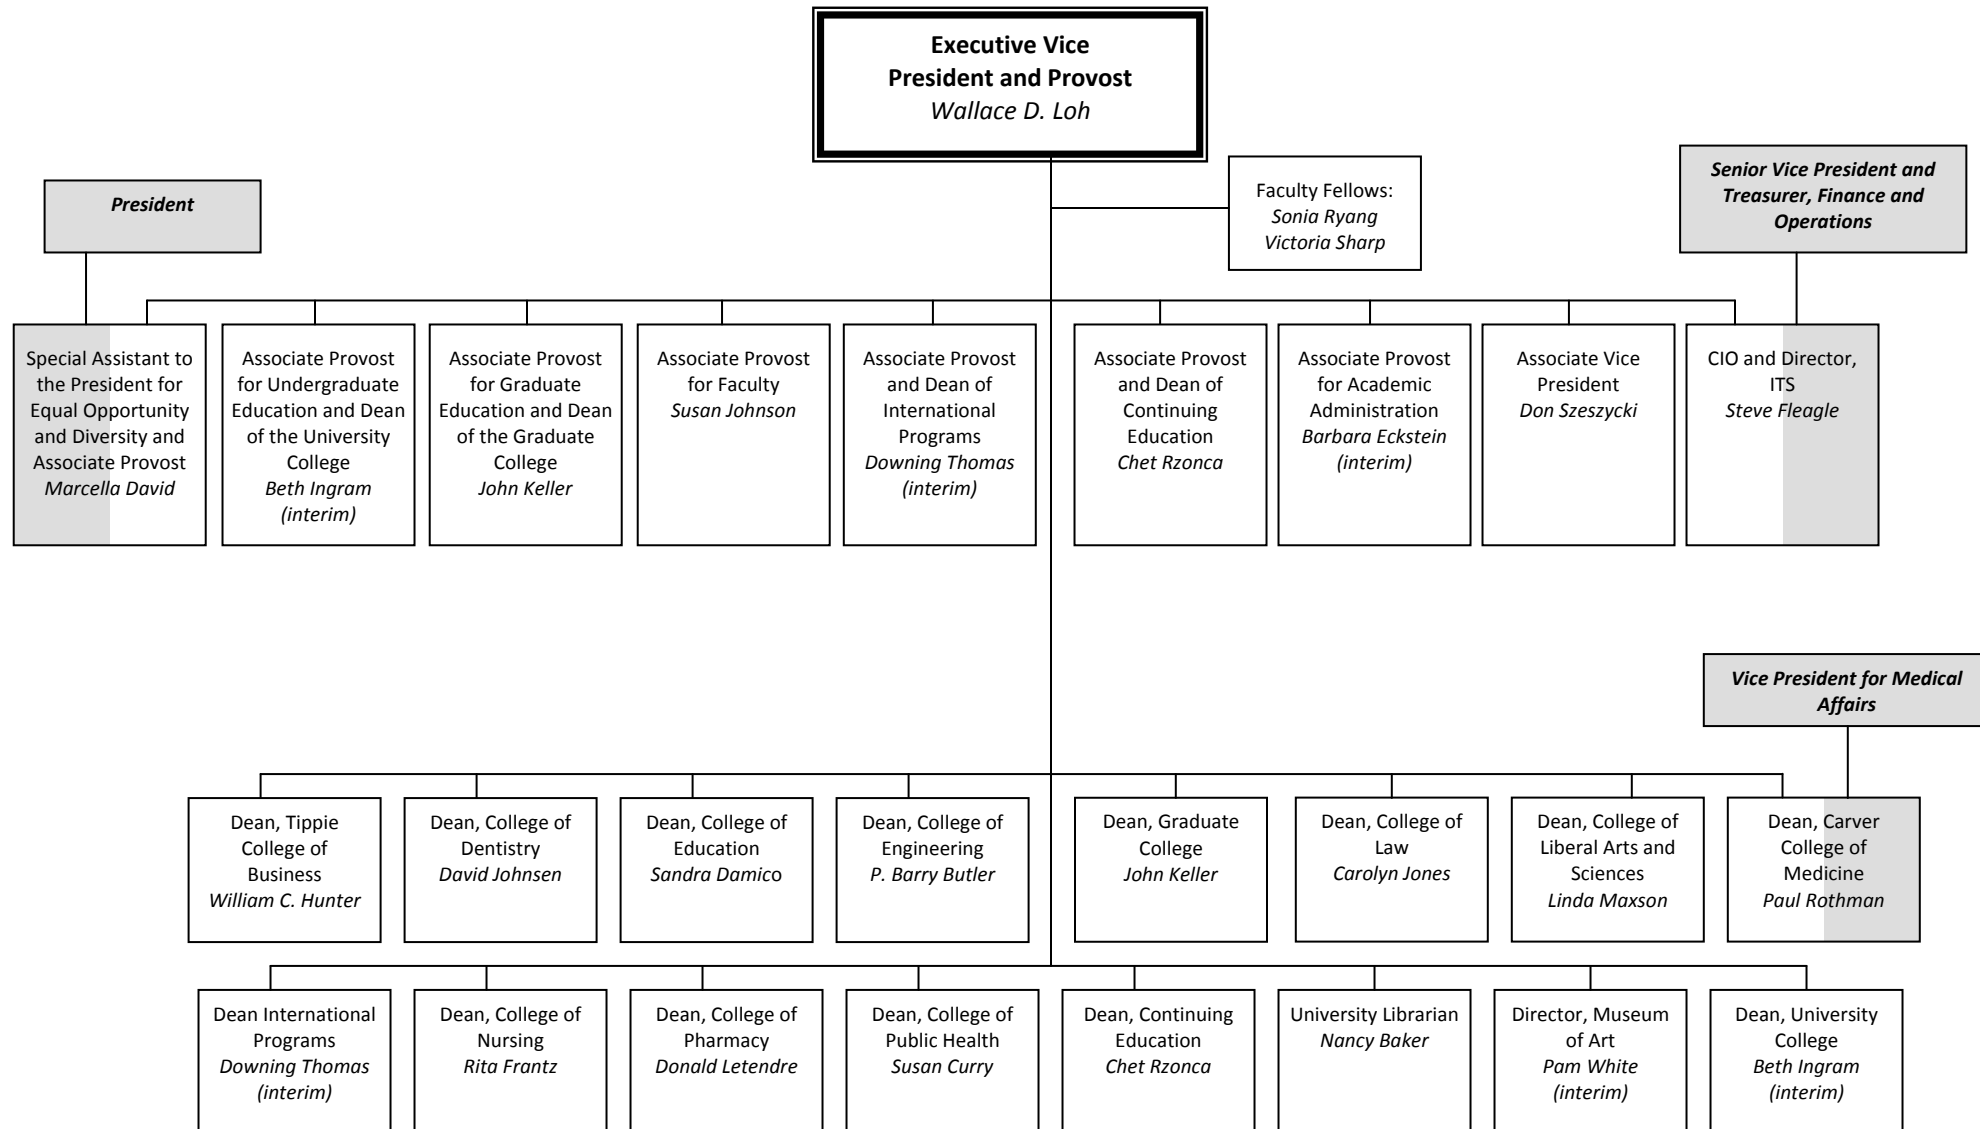 Executive Vice
President and Provost
Wallace D. Loh
Faculty Fellows:
Sonia Ryang
Victoria Sharp
President
Senior Vice President and
Treasurer, Finance and
Operations
Special Assistant to
the President for
Equal Opportunity
and Diversity and
Associate Provost
Marcella David
Associate Provost
for Undergraduate
Education and Dean
of the University
College
Beth Ingram
(interim)
Associate Provost
for Graduate
Education and Dean
of the Graduate
College
John Keller
Associate Provost
for Faculty
Susan Johnson
Associate Provost
and Dean of
International
Programs
Downing Thomas
(interim)
Associate Provost
and Dean of
Continuing
Education
Chet Rzonca
Associate Provost
for Academic
Administration
Barbara Eckstein
(interim)
Associate Vice
President
Don Szeszycki
CIO and Director,
ITS
Steve Fleagle
Vice President for Medical
Affairs
Dean, Tippie
College of
Business
William C. Hunter
Dean, College of
Dentistry
David Johnsen
Dean, College of
Education
Sandra Damico
Dean, College of
Engineering
P. Barry Butler
Dean, Graduate
College
John Keller
Dean, College of
Law
Carolyn Jones
Dean, College of
Liberal Arts and
Sciences
Linda Maxson
Dean, Carver
College of
Medicine
Paul Rothman
Dean International
Programs
Downing Thomas
(interim)
Dean, College of
Nursing
Rita Frantz
Dean, College of
Pharmacy
Donald Letendre
Dean, College of
Public Health
Susan Curry
Dean, Continuing
Education
Chet Rzonca
University Librarian
Nancy Baker
Director, Museum
of Art
Pam White
(interim)
Dean, University
College
Beth Ingram
(interim)